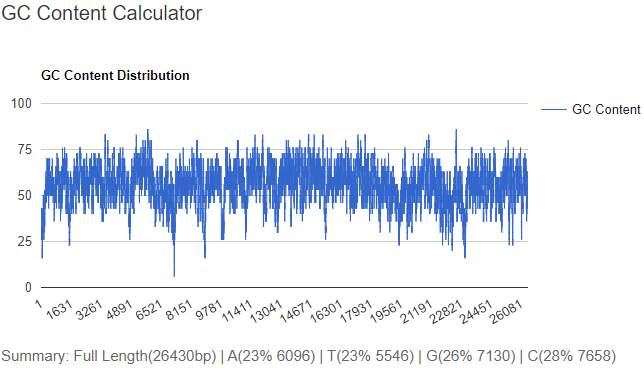 GC Content Calculator
GC Content Distribution
100
GC Content
75
50
25
0
1 1631 3261 4891 6521 8151 9781 11411 13041 14671 16301 17931 19561 21191 22821 24451 26081
Summary: Full Length(26430bp) | A(23% 6096) | T(23% 5546) | G(26% 7130) | C(28% 7658)